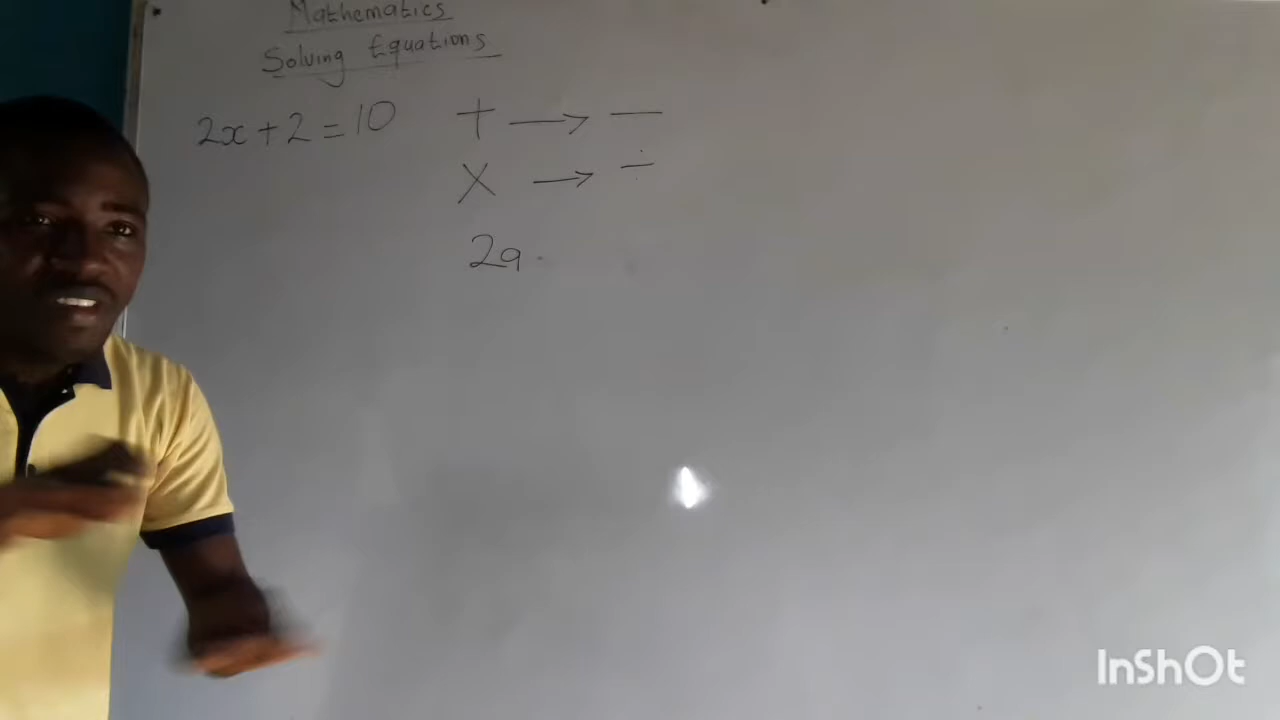 Mathematics
Solving Equations
2x + 2 = 10
+ → −
× → ÷
2a
InShOt